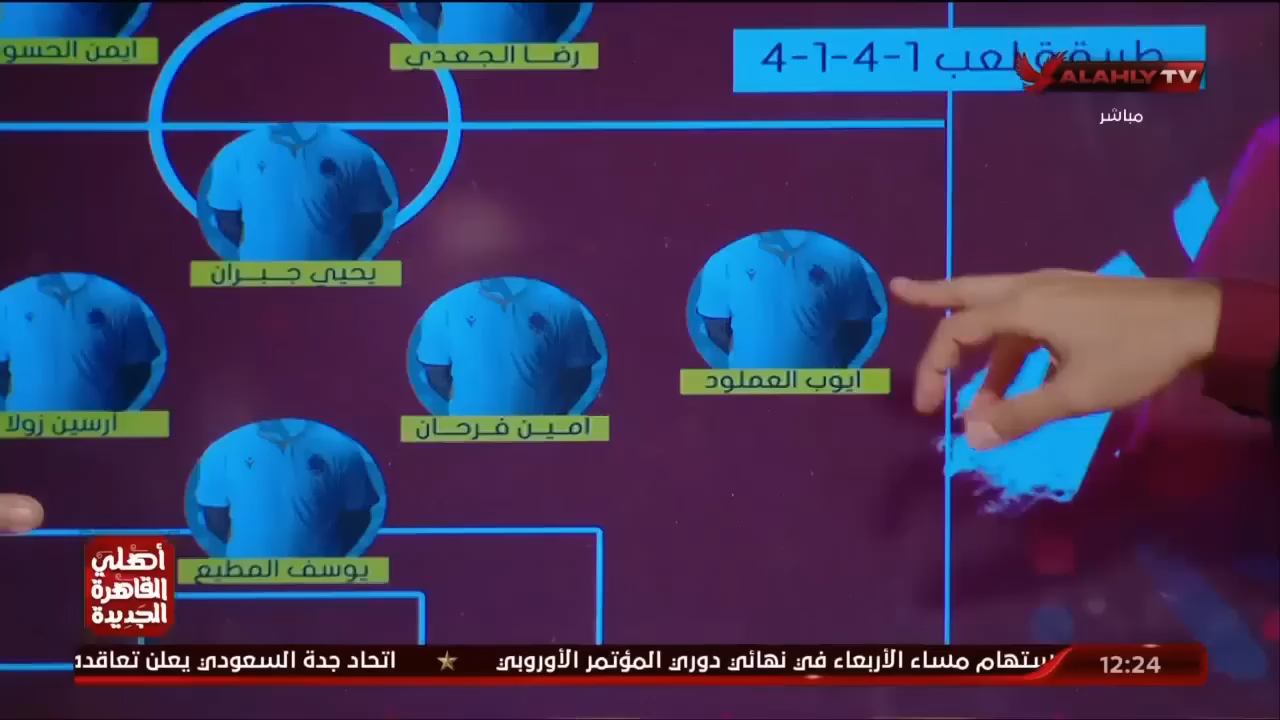 ايمن الحسو
رضا الجعدي
طريقة لعب 4-1-4-1
ALAHLY TV
مباشر
يحيي جبران
ايوب العملود
ارسين زولا
امين فرحان
يوسف المطيع
أهلي
القاهرة
الجديدة
ستهام مساء الأربعاء في نهائي دوري المؤتمر الأوروبي ★ اتحاد جدة السعودي يعلن تعاقده
12:24